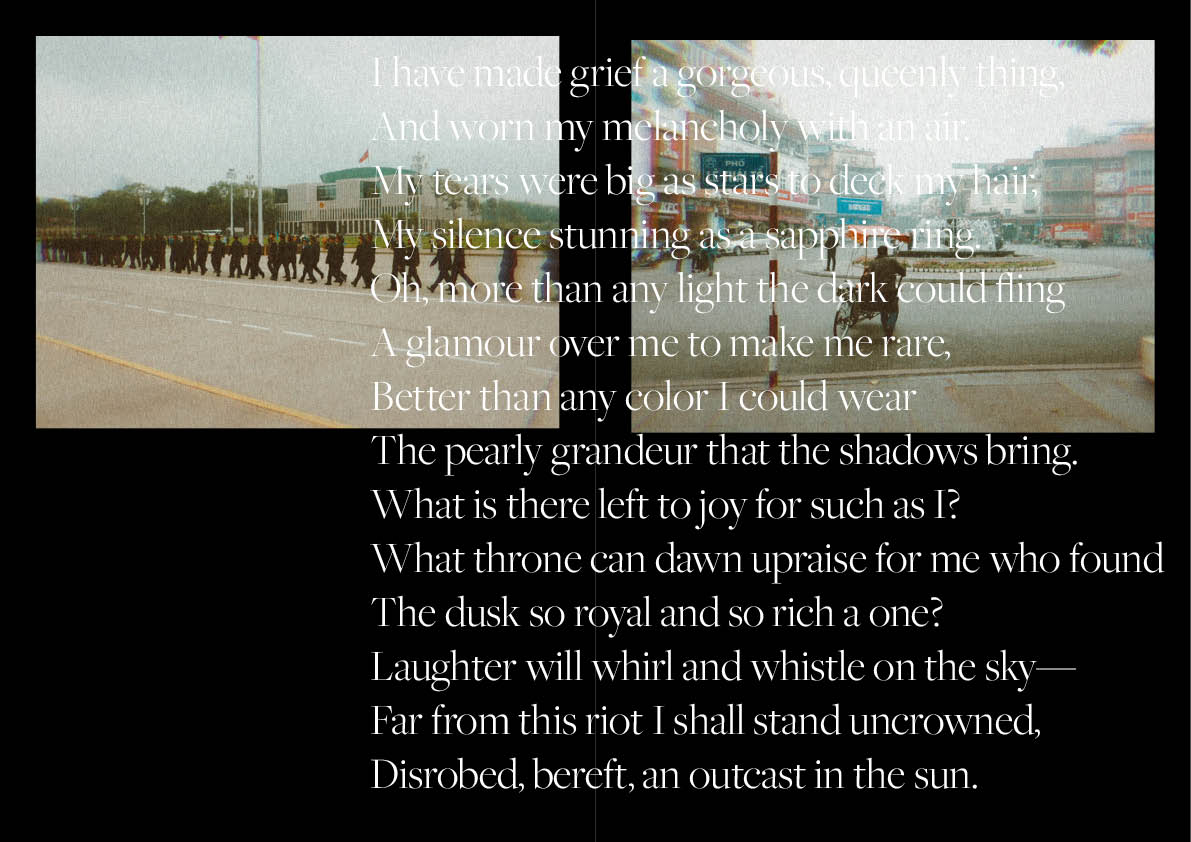 I have made grief a gorgeous, queenly thing,
And worn my melancholy with an air.
My tears were big as stars to deck my hair,
My silence stunning as a sapphire ring.
Oh, more than any light the dark could fling
A glamour over me to make me rare,
Better than any color I could wear
The pearly grandeur that the shadows bring.
What is there left to joy for such as I?
What throne can dawn upraise for me who found
The dusk so royal and so rich a one?
Laughter will whirl and whistle on the sky—
Far from this riot I shall stand uncrowned,
Disrobed, bereft, an outcast in the sun.
PHỐ
KFC